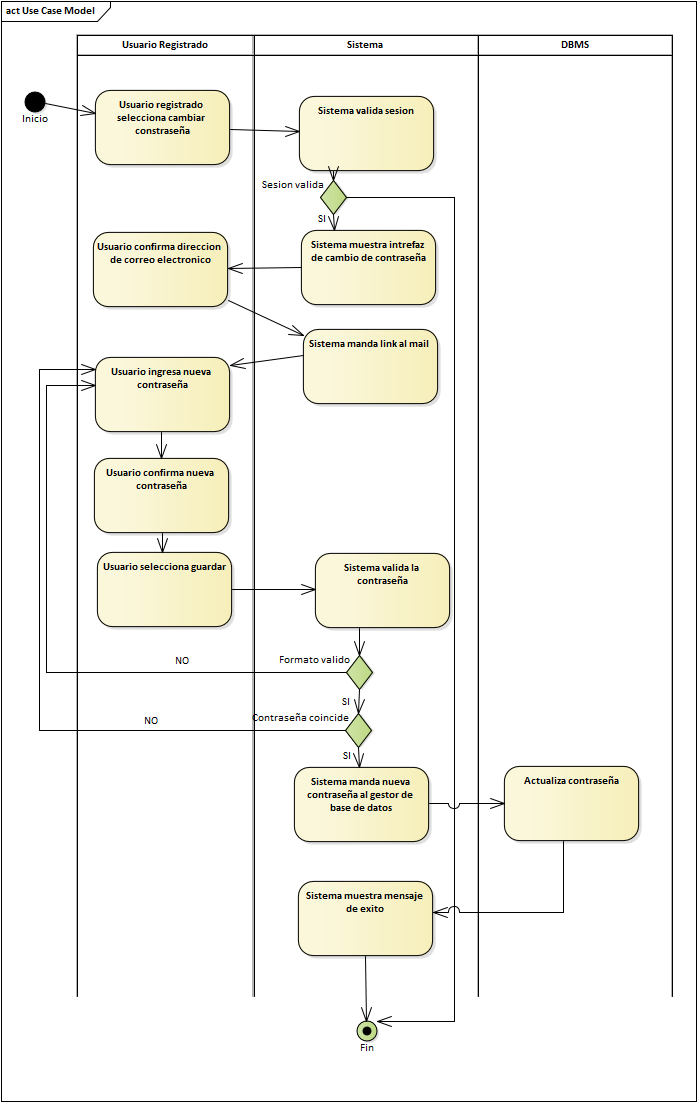 act Use Case Model
Usuario Registrado
Sistema
DBMS
Inicio
Usuario registrado
selecciona cambiar
constraseña
Sistema valida sesion
Sesion valida
SI
Usuario confirma direccion
de correo electronico
Sistema muestra intrefaz
de cambio de contraseña
Sistema manda link al mail
Usuario ingresa nueva
contraseña
Usuario confirma nueva
contraseña
Usuario selecciona guardar
Sistema valida la
contraseña
Formato valido
NO
SI
Contraseña coincide
NO
SI
Sistema manda nueva
contraseña al gestor de
base de datos
Actualiza contraseña
Sistema muestra mensaje
de exito
Fin